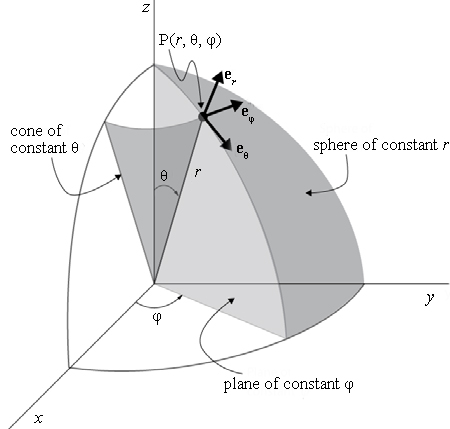 z
P(r, θ, φ)
e_r
e_φ
cone of
constant θ
e_θ
sphere of constant r
θ
r
y
φ
plane of constant φ
x